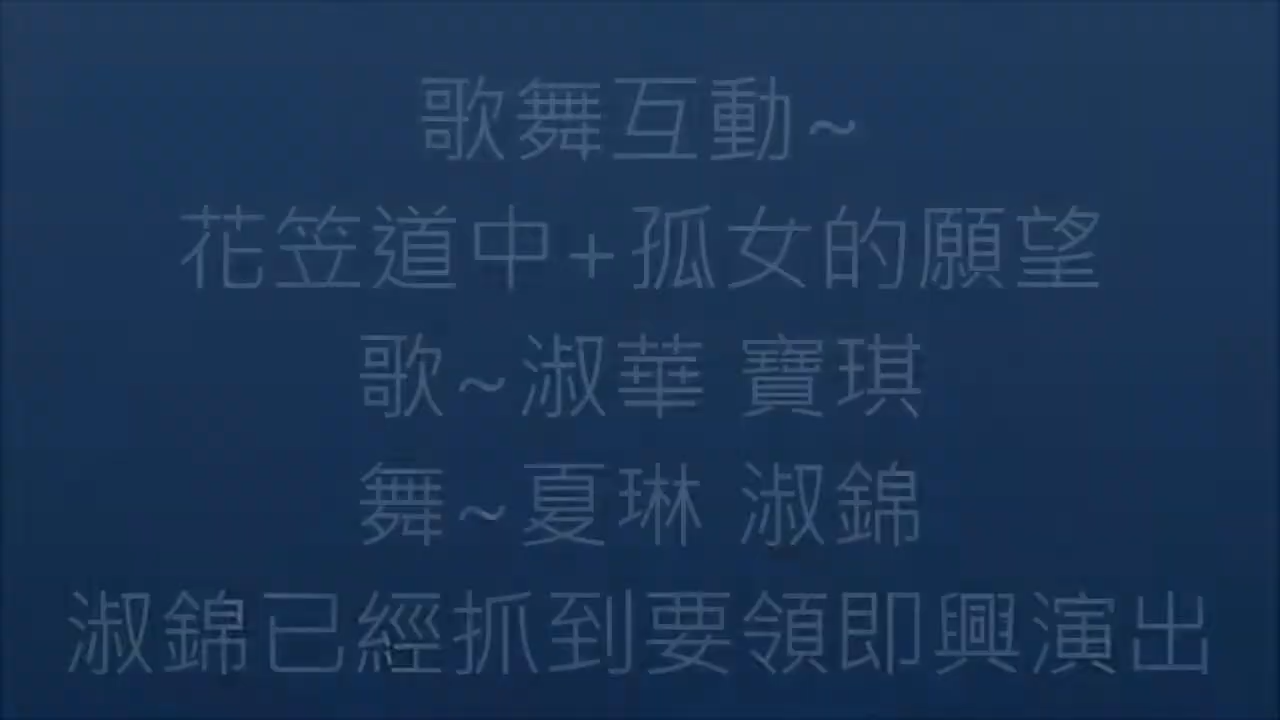 歌舞互動~
花笠道中+孤女的願望
歌~淑華 寶琪
舞~夏琳 淑錦
淑錦已經抓到要領即興演出